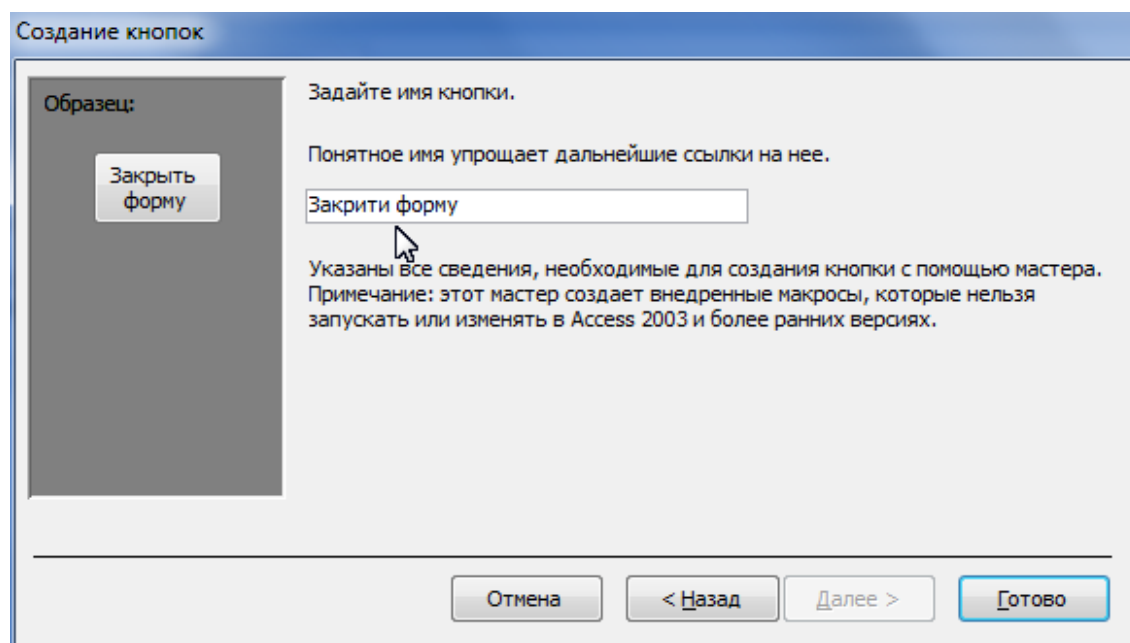 Создание кнопок
Образец:
Закрыть
форму
Задайте имя кнопки.
Понятное имя упрощает дальнейшие ссылки на нее.
Закрити форму
Указаны все сведения, необходимые для создания кнопки с помощью мастера.
Примечание: этот мастер создает внедренные макросы, которые нельзя
запускать или изменять в Access 2003 и более ранних версиях.
Отмена
< Назад
Далее >
Готово